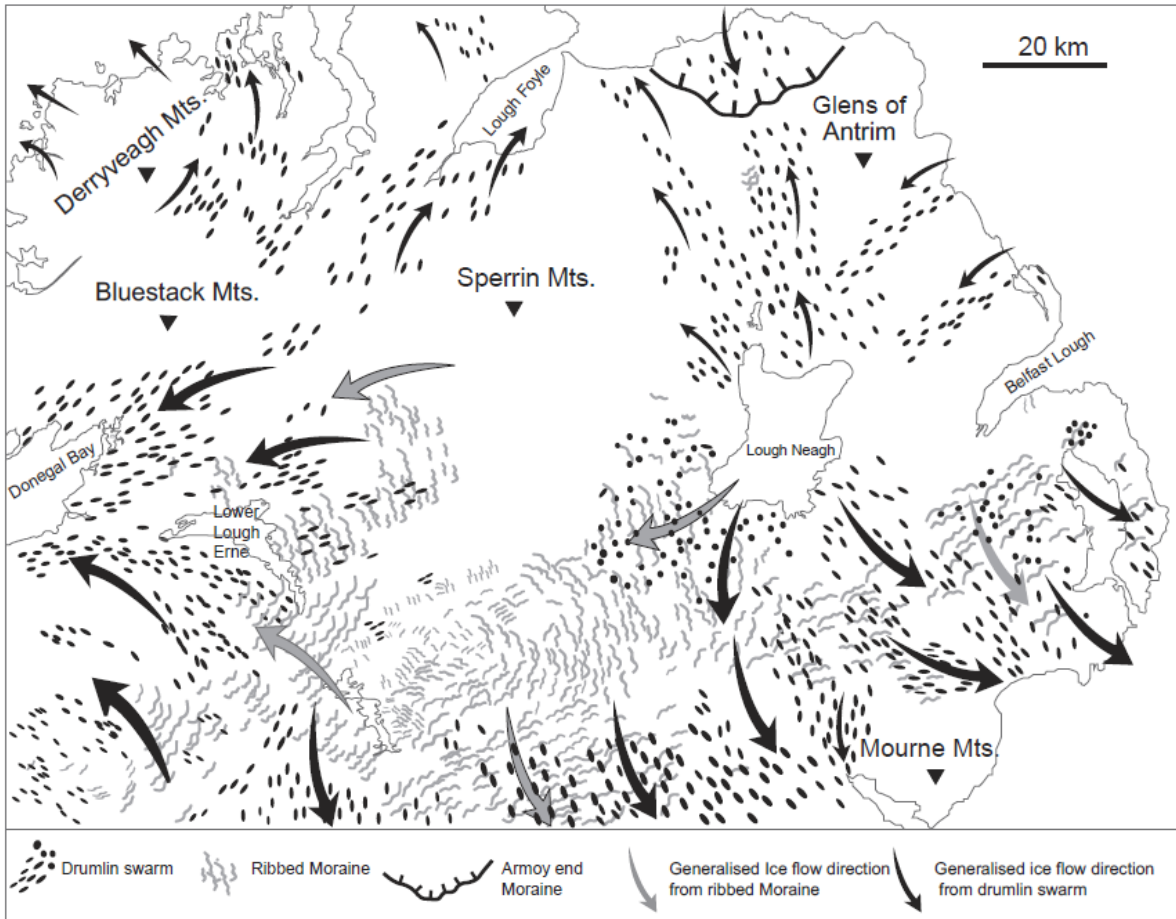 20 km
Lough Foyle
Glens of
Antrim
Derryveagh Mts.
Bluestack Mts.
Sperrin Mts.
Belfast Lough
Donegal Bay
Lough Neagh
Lower
Lough
Erne
Mourne Mts.
Drumlin swarm
Ribbed Moraine
Armoy end
Moraine
Generalised Ice flow direction
from ribbed Moraine
Generalised ice flow direction
from drumlin swarm